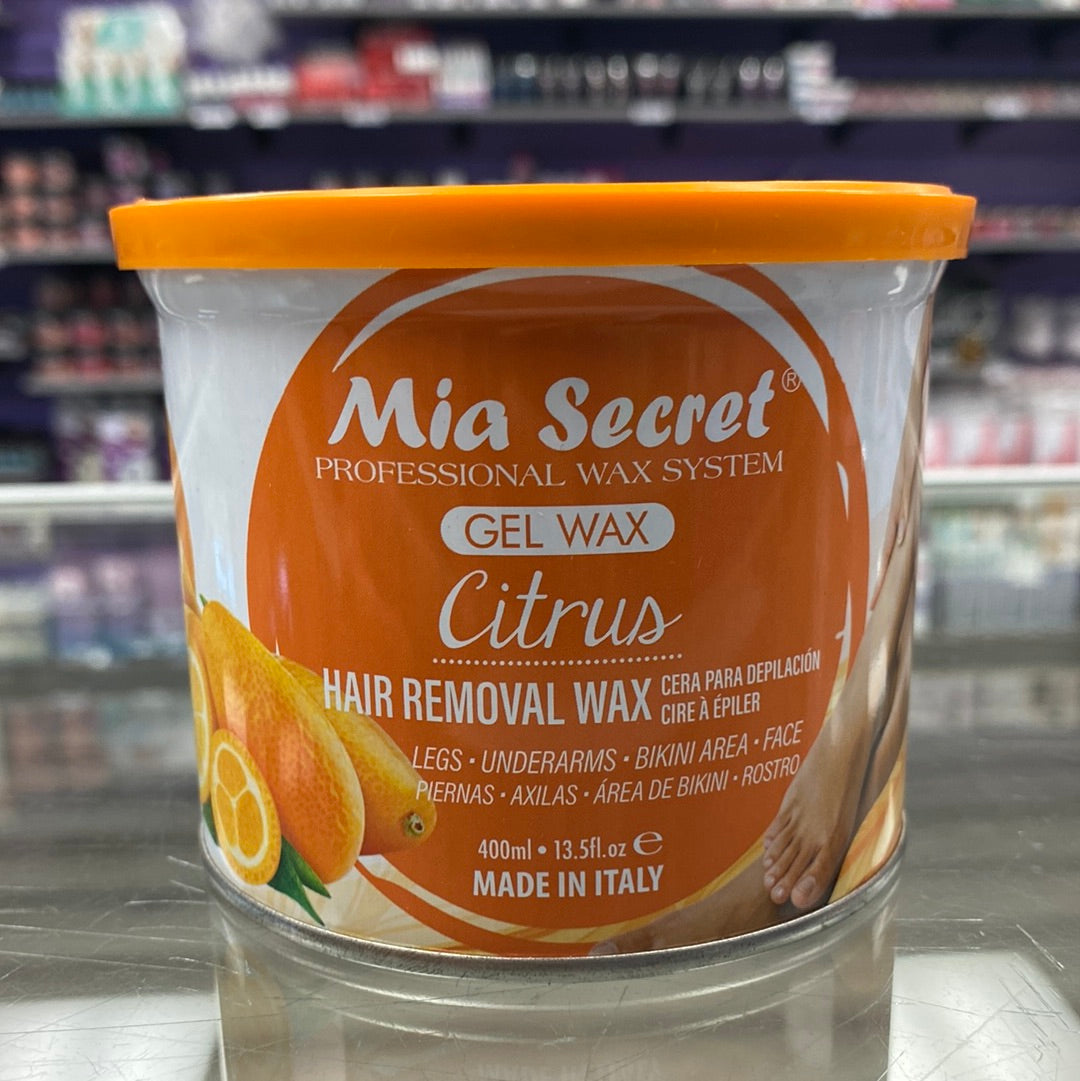 Mia Secret®
PROFESSIONAL WAX SYSTEM
GEL WAX
Citrus
HAIR REMOVAL WAX
CERA PARA DEPILACIÓN
CIRE À ÉPILER
LEGS · UNDERARMS · BIKINI AREA · FACE
PIERNAS · AXILAS · ÁREA DE BIKINI · ROSTRO
400ml • 13.5fl.oz ℮
MADE IN ITALY